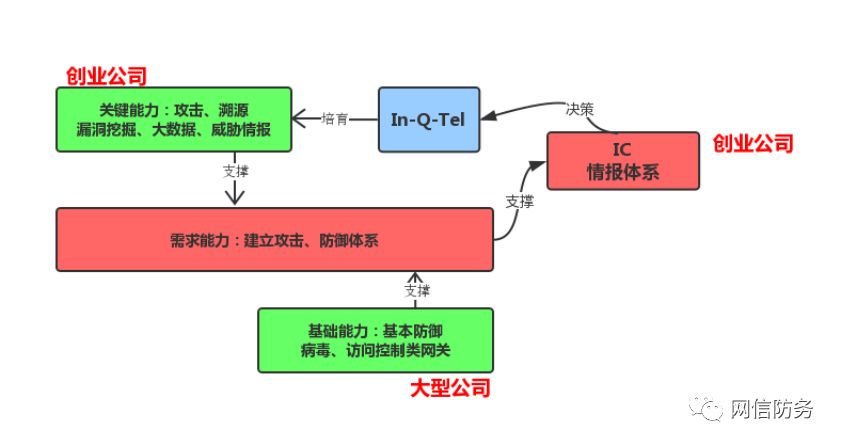 创业公司
关键能力：攻击、溯源
漏洞挖掘、大数据、威胁情报
培育
In-Q-Tel
决策
IC
情报体系
创业公司
支撑
支撑
需求能力：建立攻击、防御体系
支撑
基础能力：基本防御
病毒、访问控制类网关
大型公司
网信防务